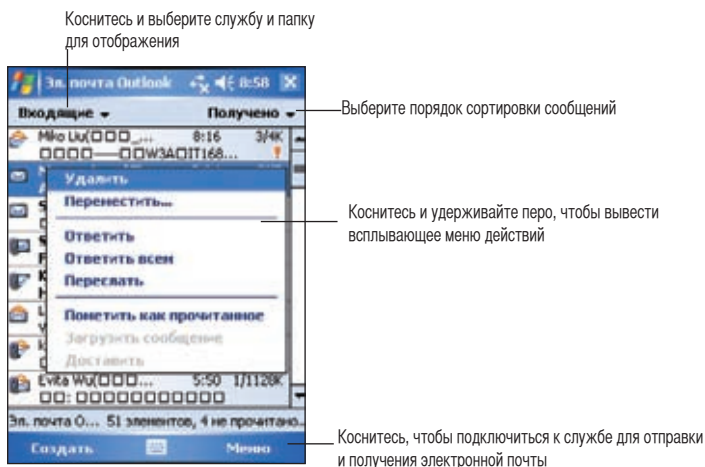 Коснитесь и выберите службу и папку
для отображения
Эл. почта Outlook 8:58
Входящие Получено
Выберите порядок сортировки сообщений
Miko Liu(□□□_... 8:16 3/4K
□□□□——□□W3A□IT168...
Удалить
Переместить...
Коснитесь и удерживайте перо, чтобы вывести
всплывающее меню действий
Ответить
Ответить всем
Переслать
Пометить как прочитанное
Загрузить сообщение
Доставить
Evita Wu(□□□... 5:50 1/1128K
□□: □□□□□□□□□□□
Эл. почта О... 51 элементов, 4 не прочитано.
Создать Меню
Коснитесь, чтобы подключиться к службе для отправки
и получения электронной почты